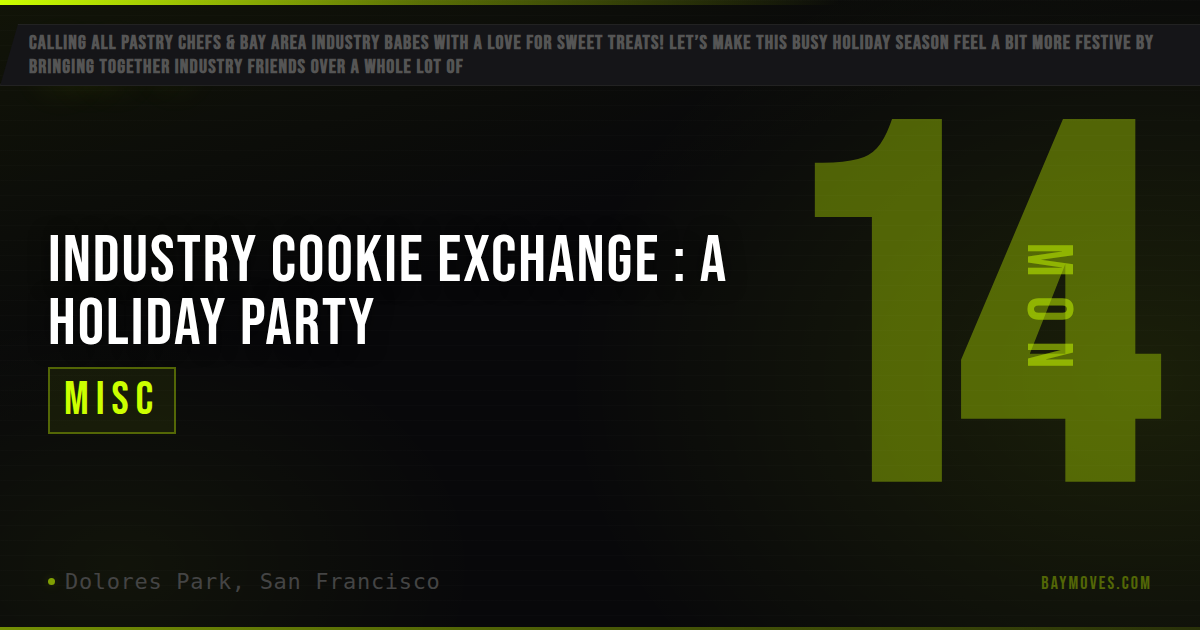 CALLING ALL PASTRY CHEFS & BAY AREA INDUSTRY BABES WITH A LOVE FOR SWEET TREATS! LET'S MAKE THIS BUSY HOLIDAY SEASON FEEL A BIT MORE FESTIVE BY
BRINGING TOGETHER INDUSTRY FRIENDS OVER A WHOLE LOT OF
14
MON
INDUSTRY COOKIE EXCHANGE : A
HOLIDAY PARTY
MISC
Dolores Park, San Francisco
BAYMOVES.COM